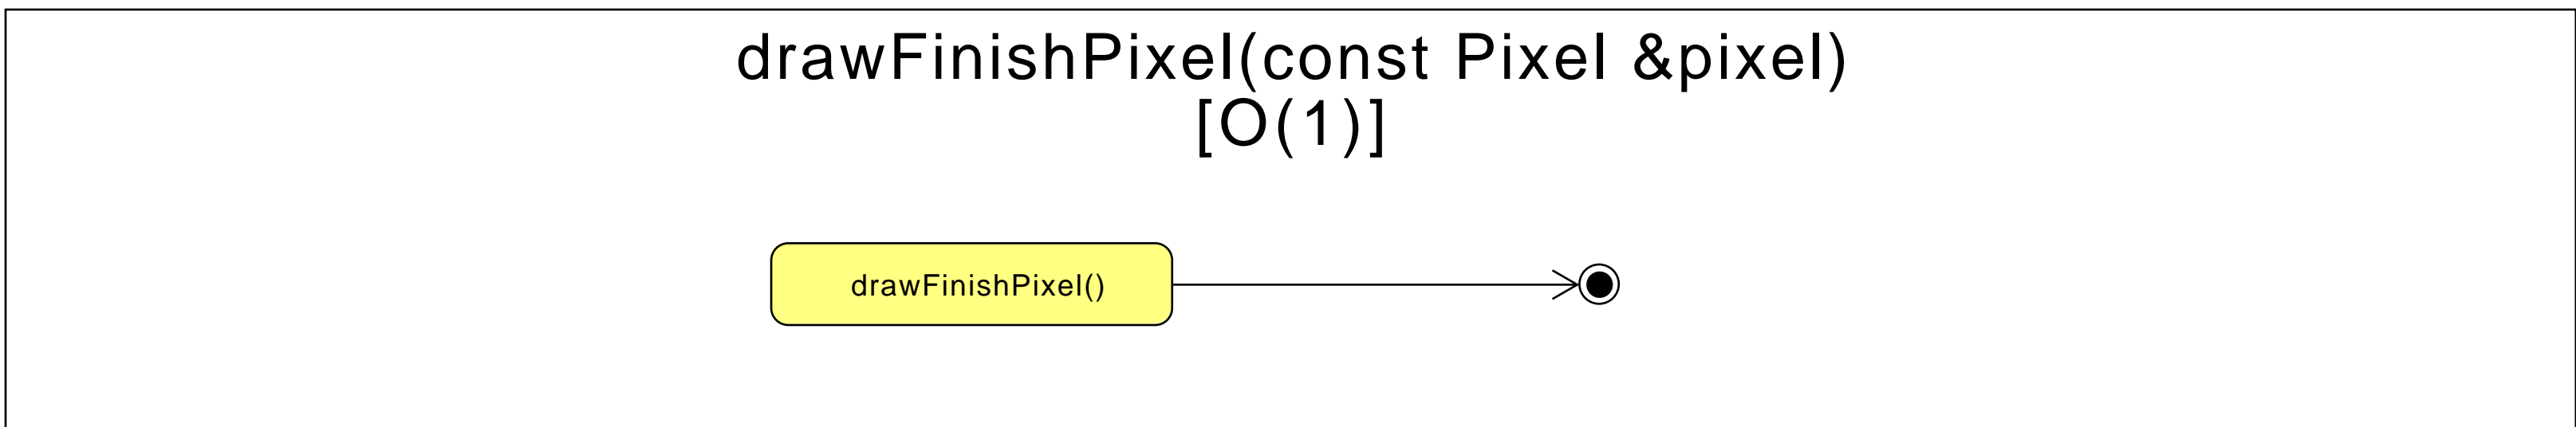 drawFinishPixel(const Pixel &pixel)
[O(1)]
drawFinishPixel()